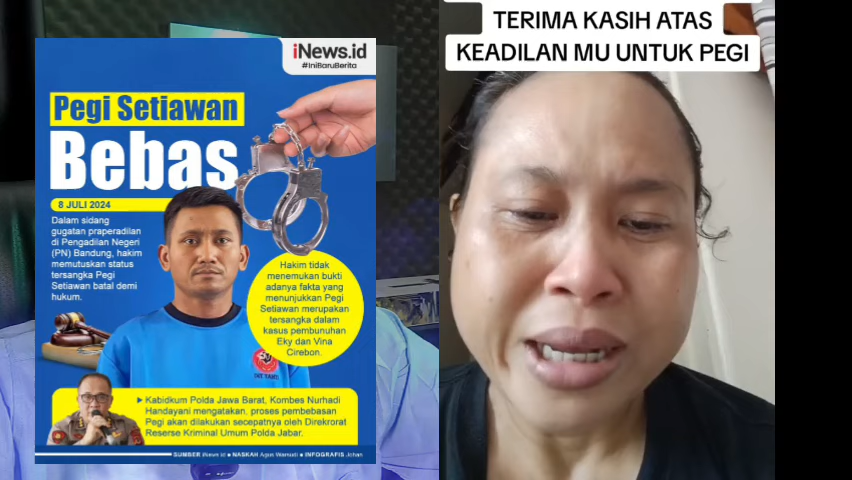 iNews.id
#IniBaruBerita
Pegi Setiawan
Bebas
8 JULI 2024
Dalam sidang
gugatan praperadilan
di Pengadilan Negeri
(PN) Bandung, hakim
memutuskan status
tersangka Pegi
Setiawan batal demi
hukum.
Hakim tidak
menemukan bukti
adanya fakta yang
menunjukkan Pegi
Setiawan merupakan
tersangka dalam
kasus pembunuhan
Eky dan Vina
Cirebon.
Kabidkum Polda Jawa Barat, Kombes Nurhadi
Handayani mengatakan, proses pembebasan
Pegi akan dilakukan secepatnya oleh Direkrorat
Reserse Kriminal Umum Polda Jabar.
SUMBER iNews.id ■ NASKAH Agus Warsudi ■ INFOGRAFIS Johan
TERIMA KASIH ATAS
KEADILAN MU UNTUK PEGI